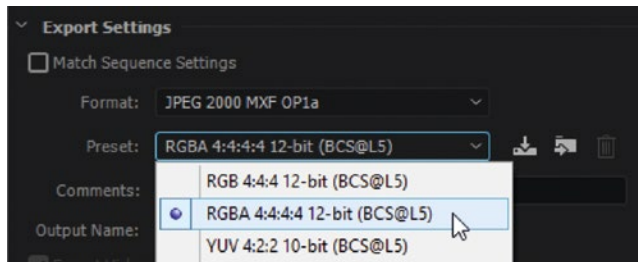 Export Settings
Match Sequence Settings
Format: JPEG 2000 MXF OP1a
Preset: RGBA 4:4:4:4 12-bit (BCS@L5)
RGB 4:4:4 12-bit (BCS@L5)
Comments:
RGBA 4:4:4:4 12-bit (BCS@L5)
Output Name:
YUV 4:2:2 10-bit (BCS@L5)